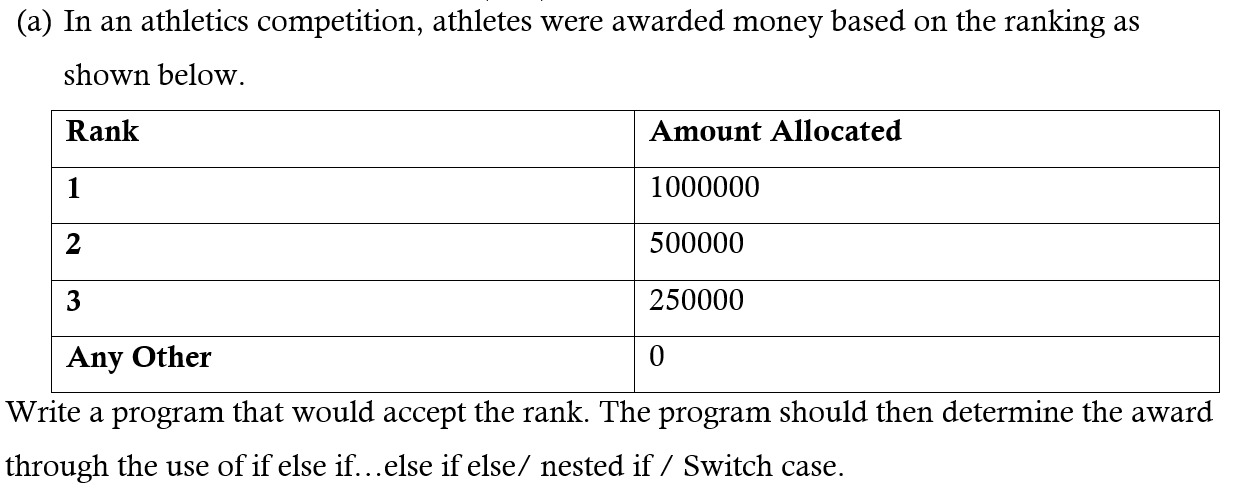 (a) In an athletics competition, athletes were awarded money based on the ranking as
shown below.
Rank Amount Allocated
1 1000000
2 500000
3 250000
Any Other 0
Write a program that would accept the rank. The program should then determine the award
through the use of if else if…else if else/ nested if / Switch case.